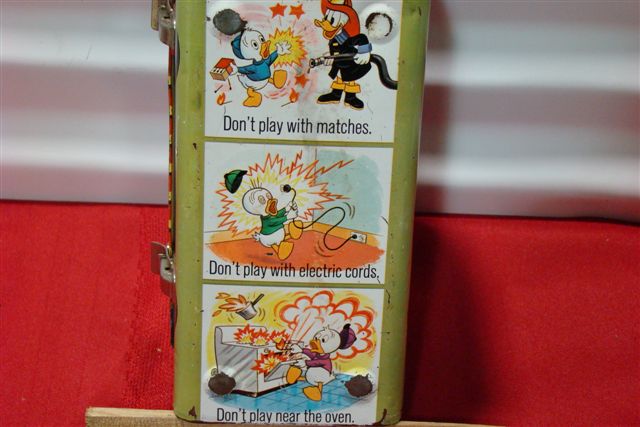 Don't play with matches.
Don't play with electric cords.
Don't play near the oven.